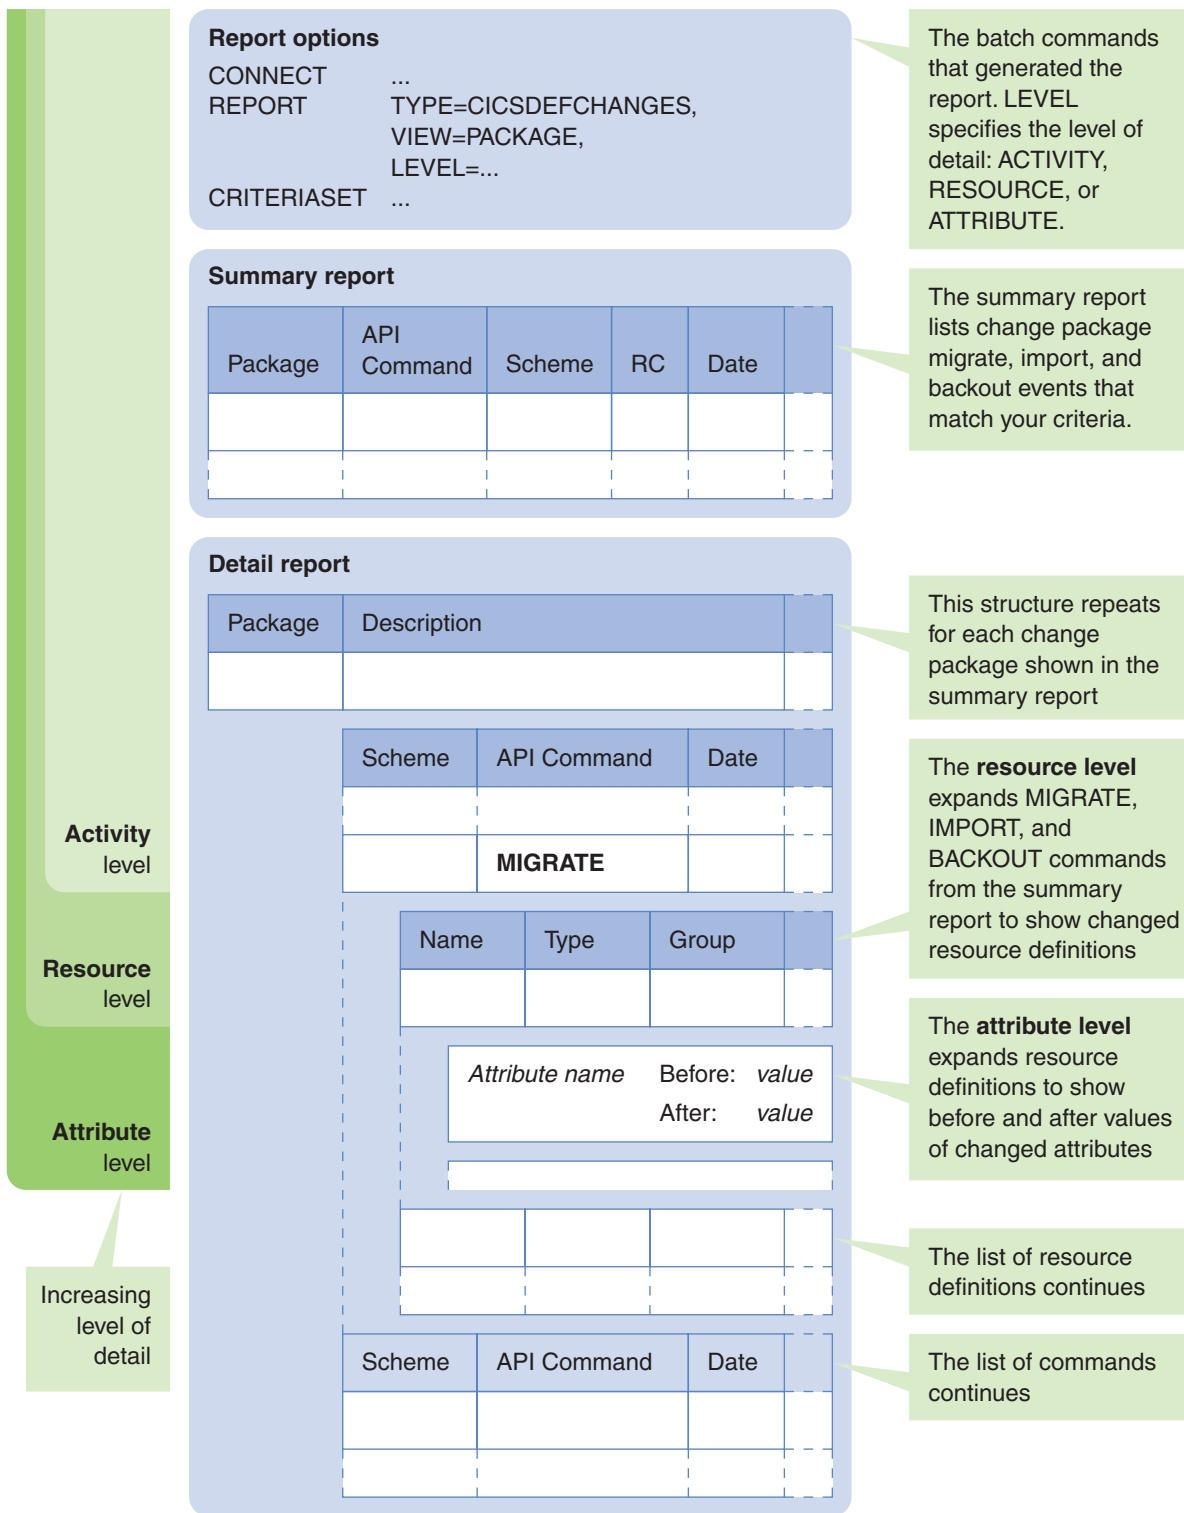 Report options
CONNECT ...
REPORT TYPE=CICSDEFCHANGES,
VIEW=PACKAGE,
LEVEL=...
CRITERIASET ...
The batch commands
that generated the
report. LEVEL
specifies the level of
detail: ACTIVITY,
RESOURCE, or
ATTRIBUTE.
Summary report
Package API Command Scheme RC Date
The summary report
lists change package
migrate, import, and
backout events that
match your criteria.
Detail report
Package Description
This structure repeats
for each change
package shown in the
summary report
Scheme API Command Date
MIGRATE
Activity
level
The resource level
expands MIGRATE,
IMPORT, and
BACKOUT commands
from the summary
report to show changed
resource definitions
Name Type Group
Resource
level
The attribute level
expands resource
definitions to show
before and after values
of changed attributes
Attribute name Before: value
After: value
Attribute
level
The list of resource
definitions continues
Increasing
level of
detail
Scheme API Command Date
The list of commands
continues